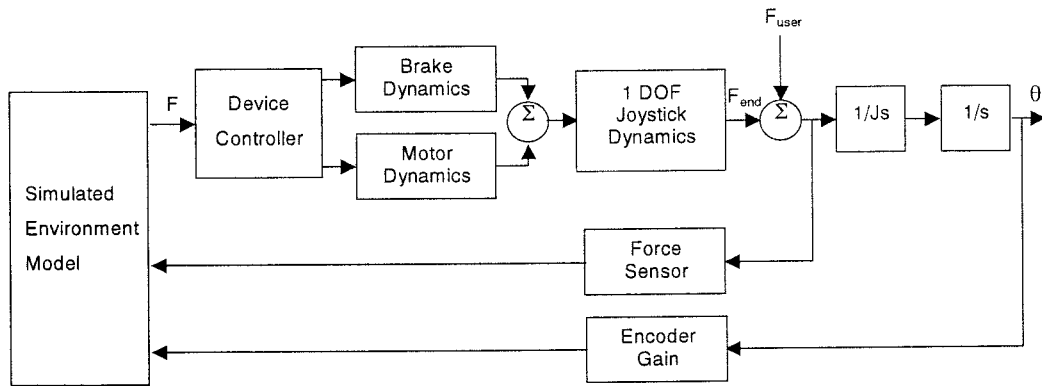 F_user
Brake
Dynamics
1 DOF
Joystick
Dynamics
F
Device
Controller
Σ
F_end
Σ
1/Js
1/s
θ
Motor
Dynamics
Simulated
Environment
Model
Force
Sensor
Encoder
Gain